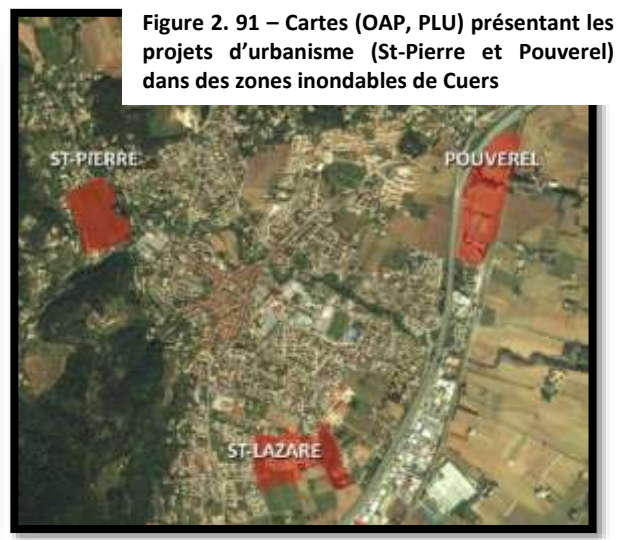 Figure 2. 91 – Cartes (OAP, PLU) présentant les
projets d'urbanisme (St-Pierre et Pouverel)
dans des zones inondables de Cuers
ST-PIERRE
POUVEREL
ST-LAZARE